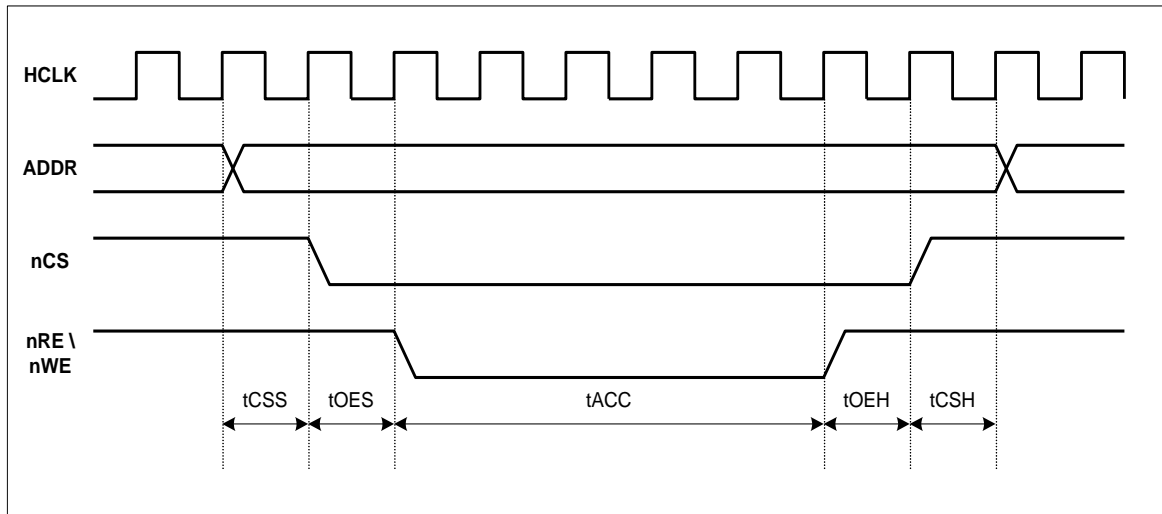 HCLK
ADDR
nCS
nRE \
nWE
tCSS
tOES
tACC
tOEH
tCSH